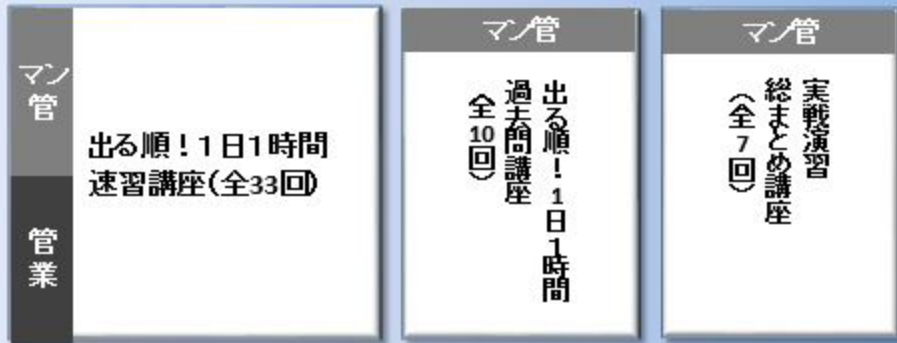 マン
管
管
業
出る順!1日1時間
速習講座(全33回)
マン管
出る順!1日1時間
過去問講座
(全10回)
マン管
実戦演習
総まとめ講座
(全7回)